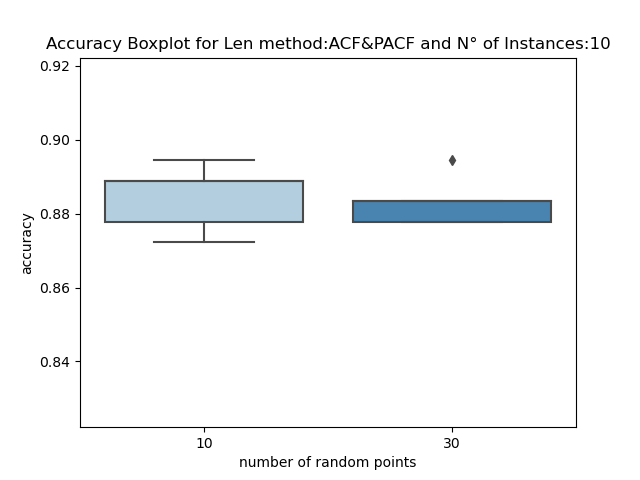 Accuracy Boxplot for Len method:ACF&PACF and N° of Instances:10
0.92
0.90
0.88
0.86
0.84
accuracy
10 30
number of random points